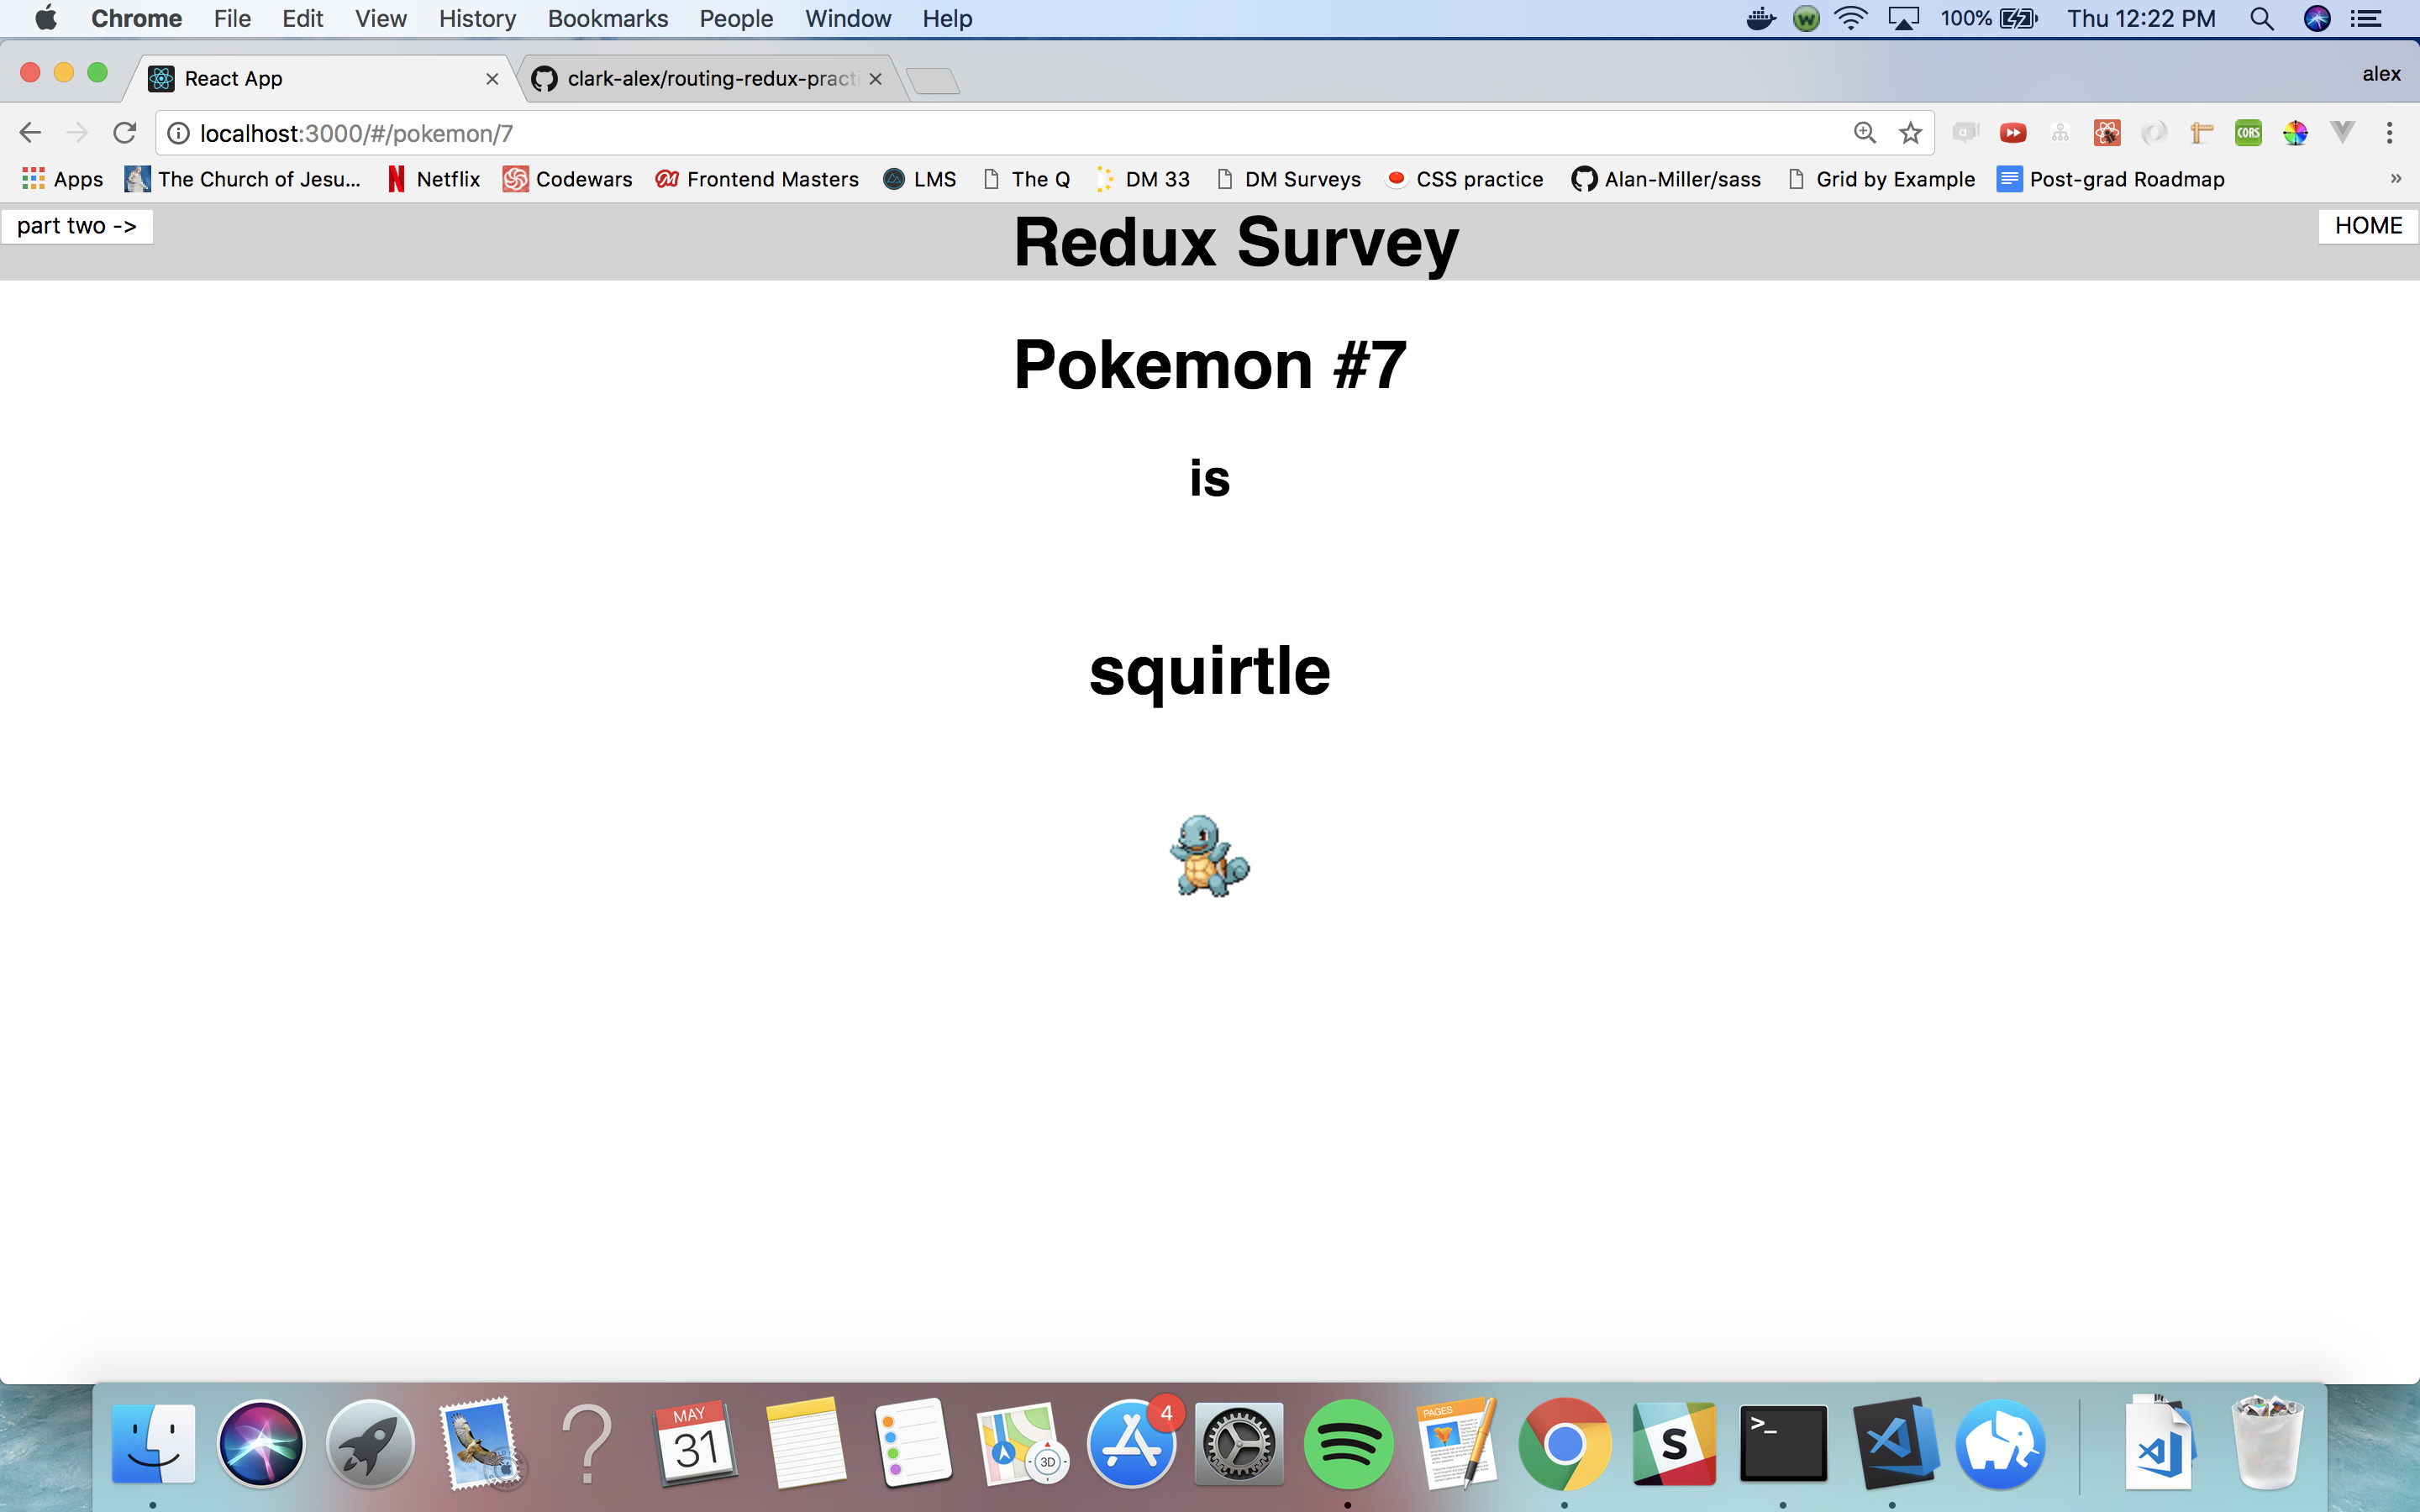 Chrome File Edit View History Bookmarks People Window Help 100% Thu 12:22 PM
React App clark-alex/routing-redux-practi alex
localhost:3000/#/pokemon/7 CORS
Apps The Church of Jesu... Netflix Codewars Frontend Masters LMS The Q DM 33 DM Surveys CSS practice Alan-Miller/sass Grid by Example Post-grad Roadmap »
part two -> Redux Survey HOME
Pokemon #7
is
squirtle
MAY 31 3D 4 PAGES S >_